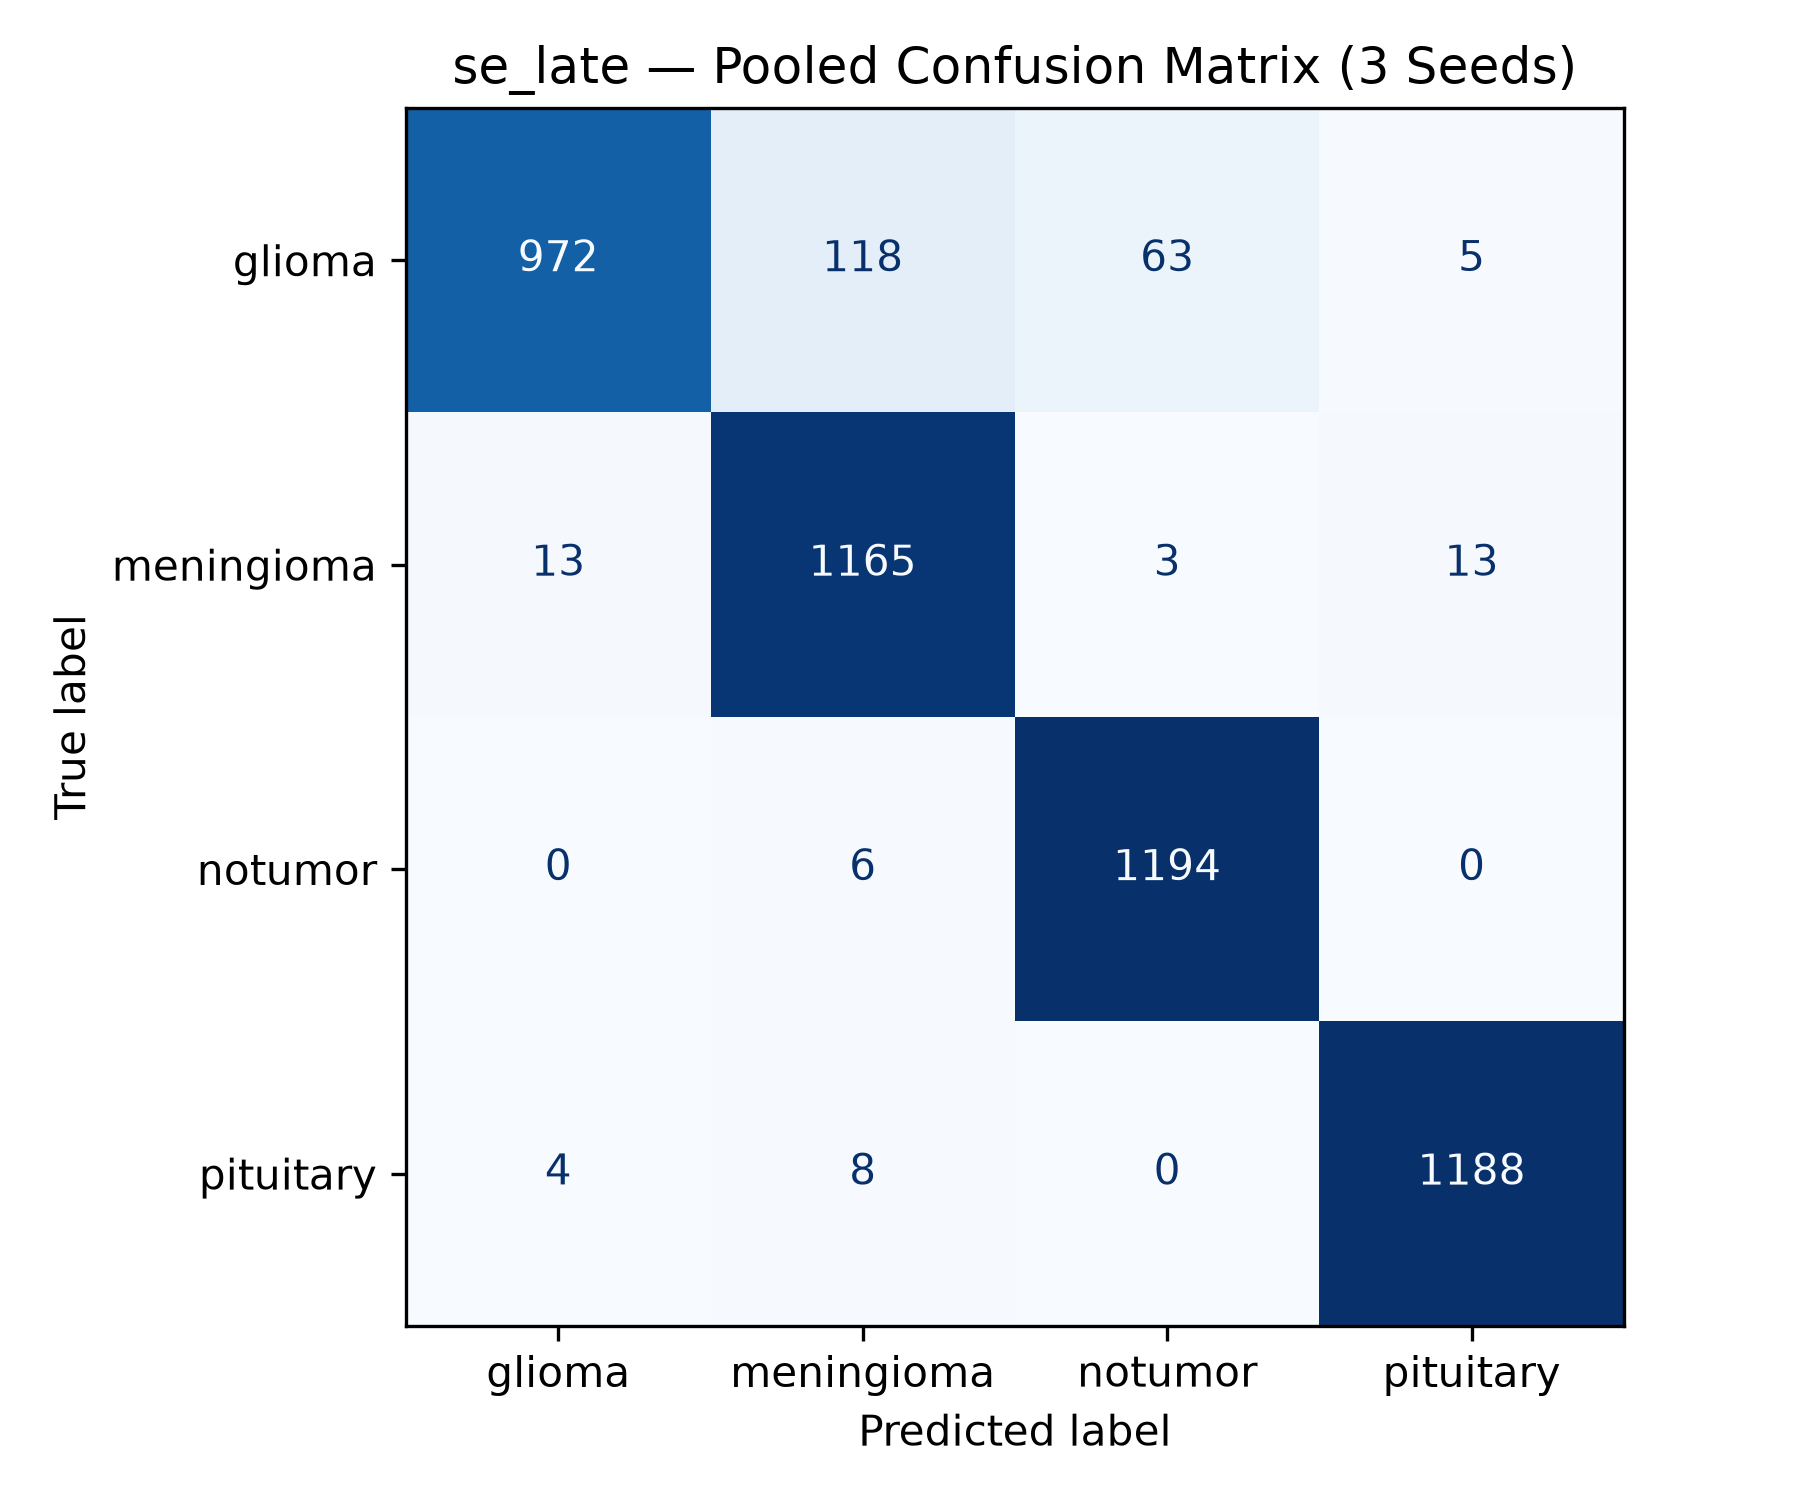 se_late — Pooled Confusion Matrix (3 Seeds)
True label
glioma 972 118 63 5
meningioma 13 1165 3 13
notumor 0 6 1194 0
pituitary 4 8 0 1188
glioma meningioma notumor pituitary
Predicted label